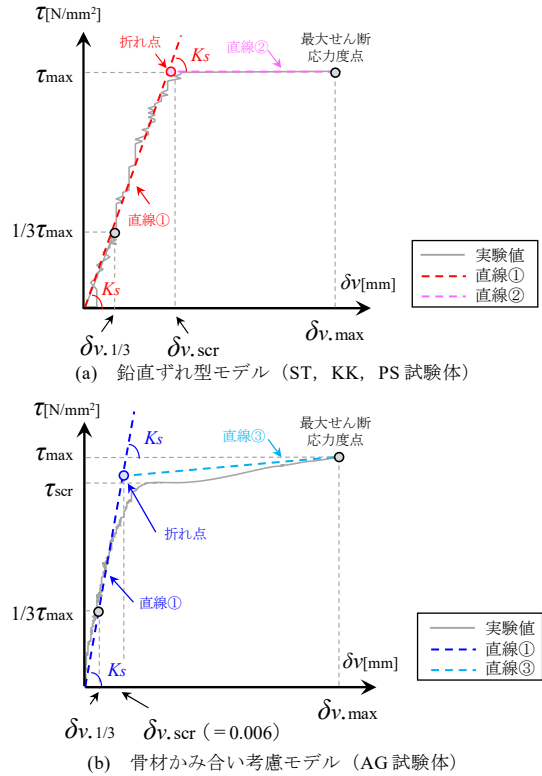 τ[N/mm²]
折れ点
Ks
最大せん断
応力度点
直線②
τmax
直線①
1/3τmax
Ks
実験値
直線①
直線②
δv[mm]
δv.1/3
δv.scr
δv.max
(a) 鉛直ずれ型モデル（ST，KK，PS 試験体）
τ[N/mm²]
Ks
最大せん断
応力度点
直線③
τmax
τscr
折れ点
直線①
1/3τmax
Ks
実験値
直線①
直線③
δv[mm]
δv.1/3
δv.scr（=0.006）
δv.max
(b) 骨材かみ合い考慮モデル（AG 試験体）